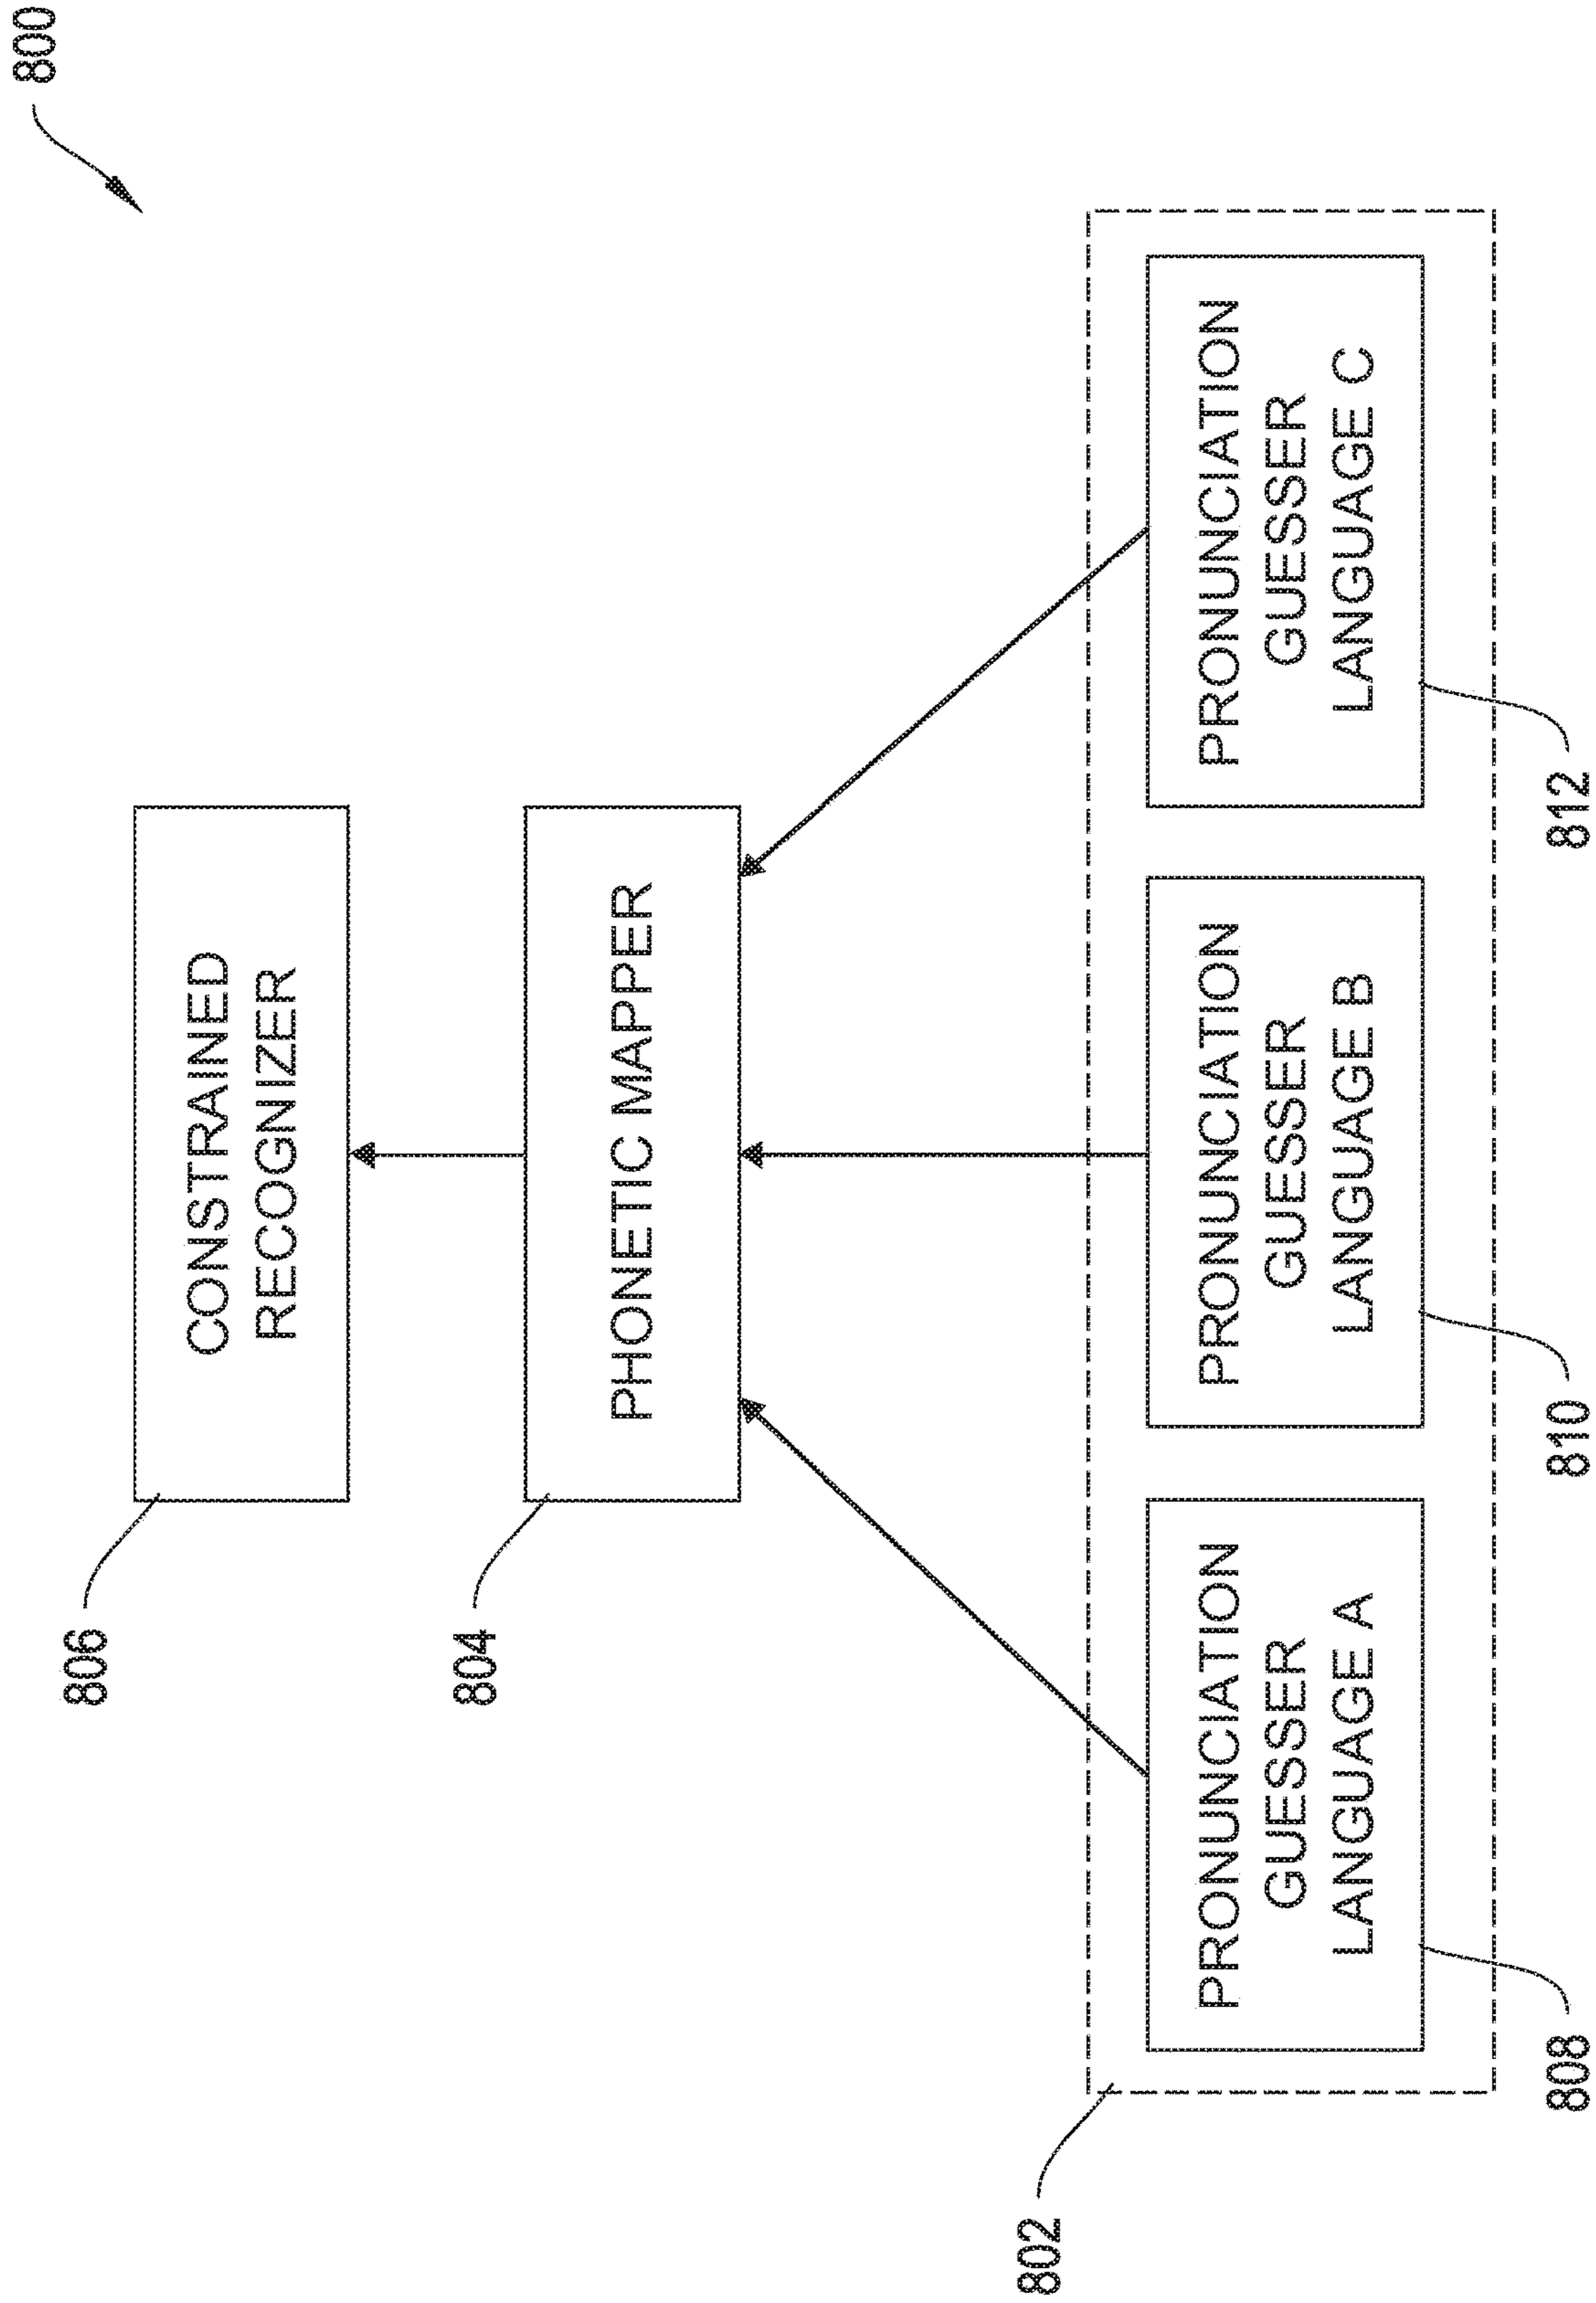 800
806
CONSTRAINED
RECOGNIZER
804
PHONETIC MAPPER
802
PRONUNCIATION
GUESSER
LANGUAGE A
PRONUNCIATION
GUESSER
LANGUAGE B
PRONUNCIATION
GUESSER
LANGUAGE C
808
810
812